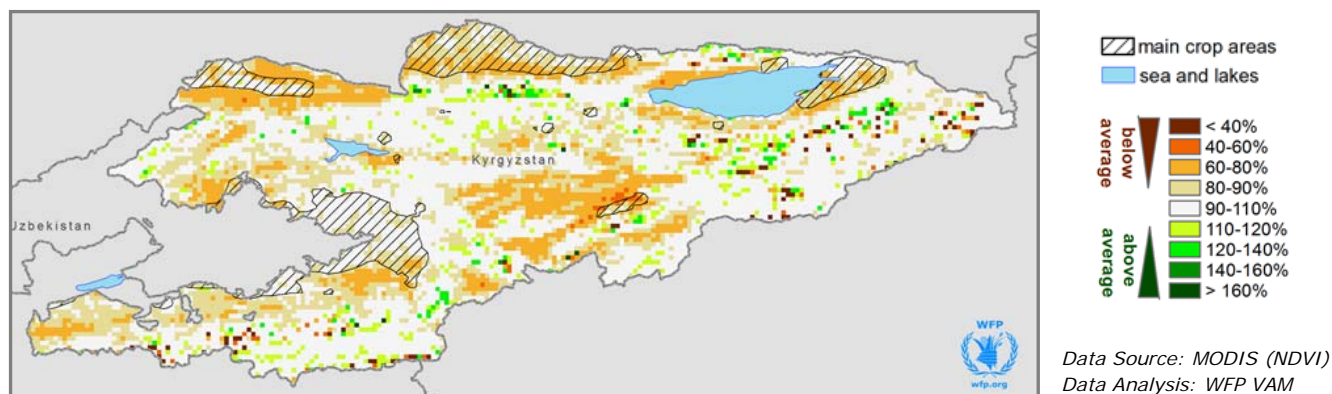 Kyrgyzstan
Uzbekistan
WFP
wfp.org
main crop areas
sea and lakes
below
average
above
average
< 40%
40-60%
60-80%
80-90%
90-110%
110-120%
120-140%
140-160%
> 160%
Data Source: MODIS (NDVI)
Data Analysis: WFP VAM